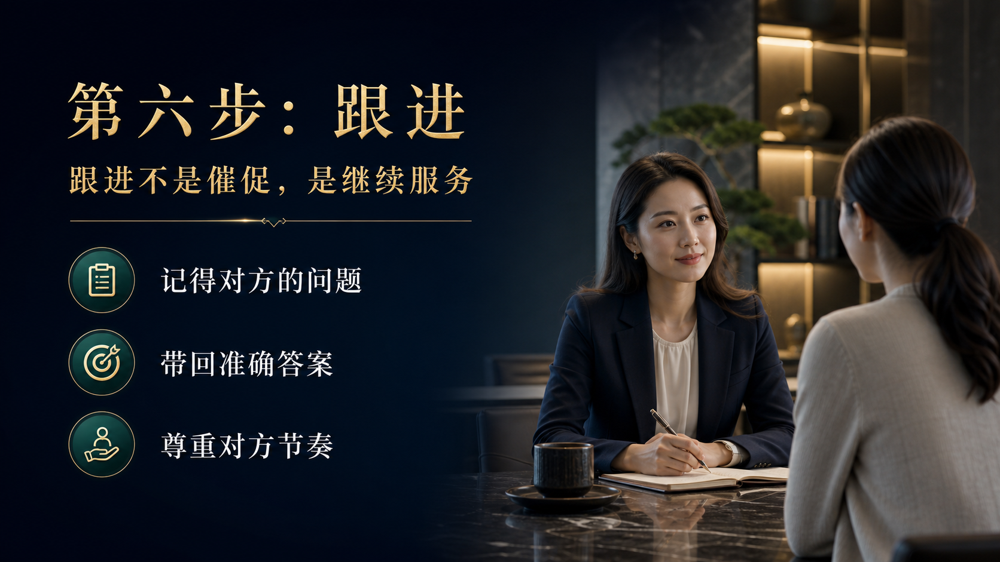 第六步：跟进
跟进不是催促，是继续服务
记得对方的问题
带回准确答案
尊重对方节奏